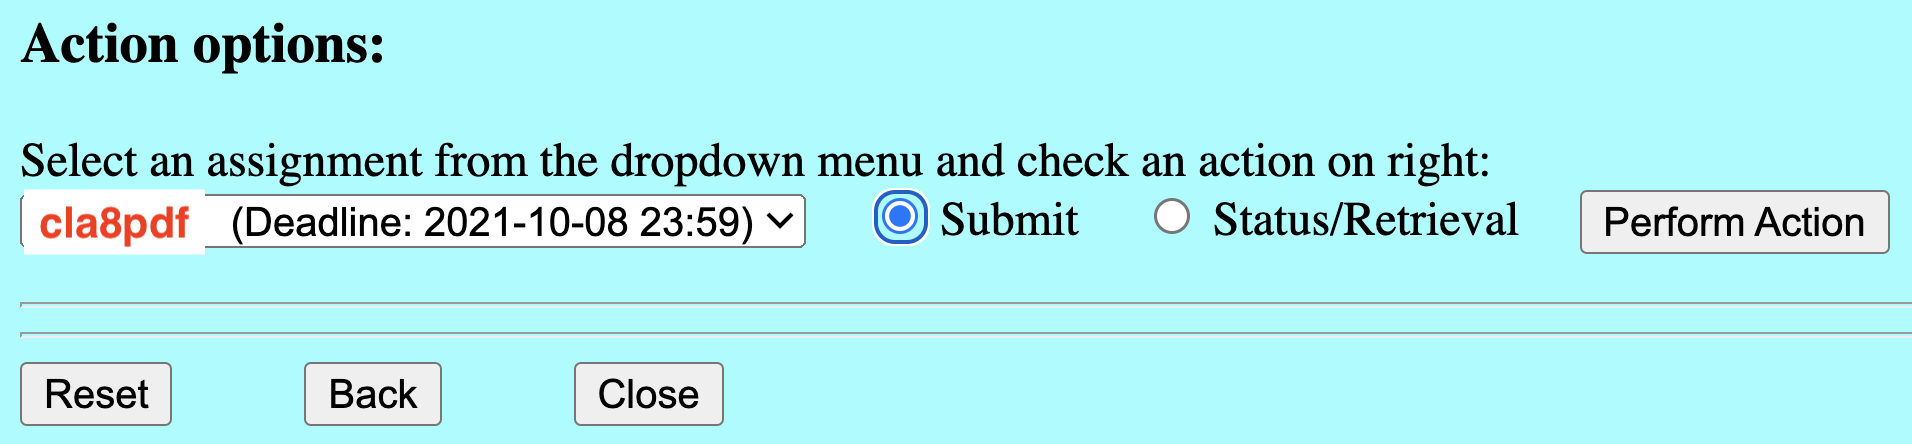 Action options:
Select an assignment from the dropdown menu and check an action on right:
cla8pdf (Deadline: 2021-10-08 23:59) Submit Status/Retrieval Perform Action
Reset Back Close